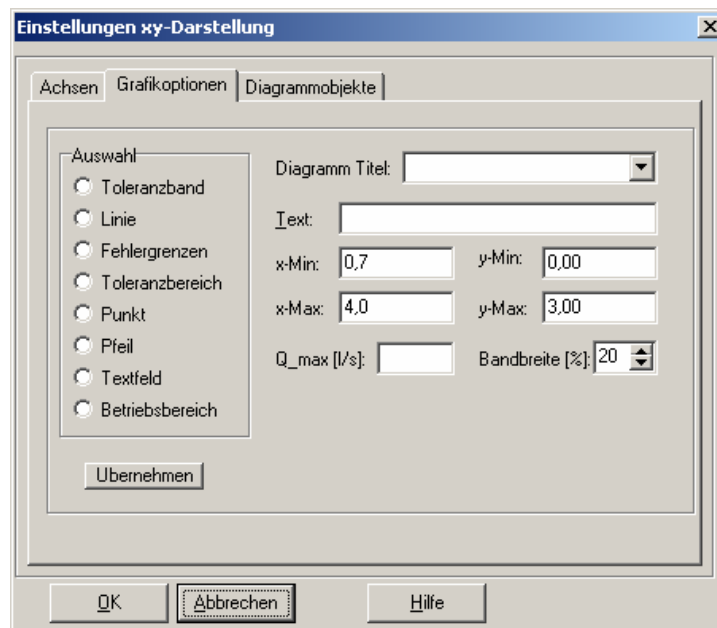 Einstellungen xy-Darstellung
Achsen Grafikoptionen Diagrammobjekte
Auswahl
Toleranzband
Linie
Fehlergrenzen
Toleranzbereich
Punkt
Pfeil
Textfeld
Betriebsbereich
Diagramm Titel:
Text:
x-Min: 0,7 y-Min: 0,00
x-Max: 4,0 y-Max: 3,00
Q_max [l/s]: Bandbreite [%]: 20
Ubernehmen
OK Abbrechen Hilfe